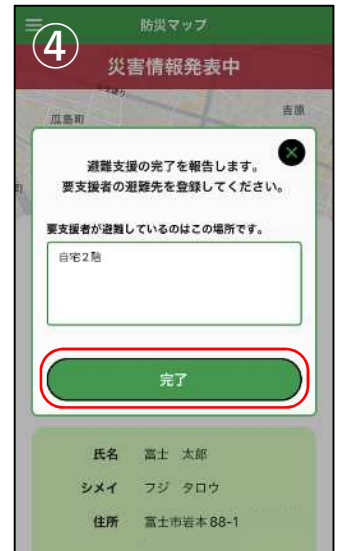 ④
防災マップ
災害情報発表中
瓜島町
吉原
避難支援の完了を報告します。
要支援者の避難先を登録してください。
要支援者が避難しているのはこの場所です。
自宅2階
完了
氏名 富士 太郎
シメイ フジ タロウ
住所 富士市岩本88-1